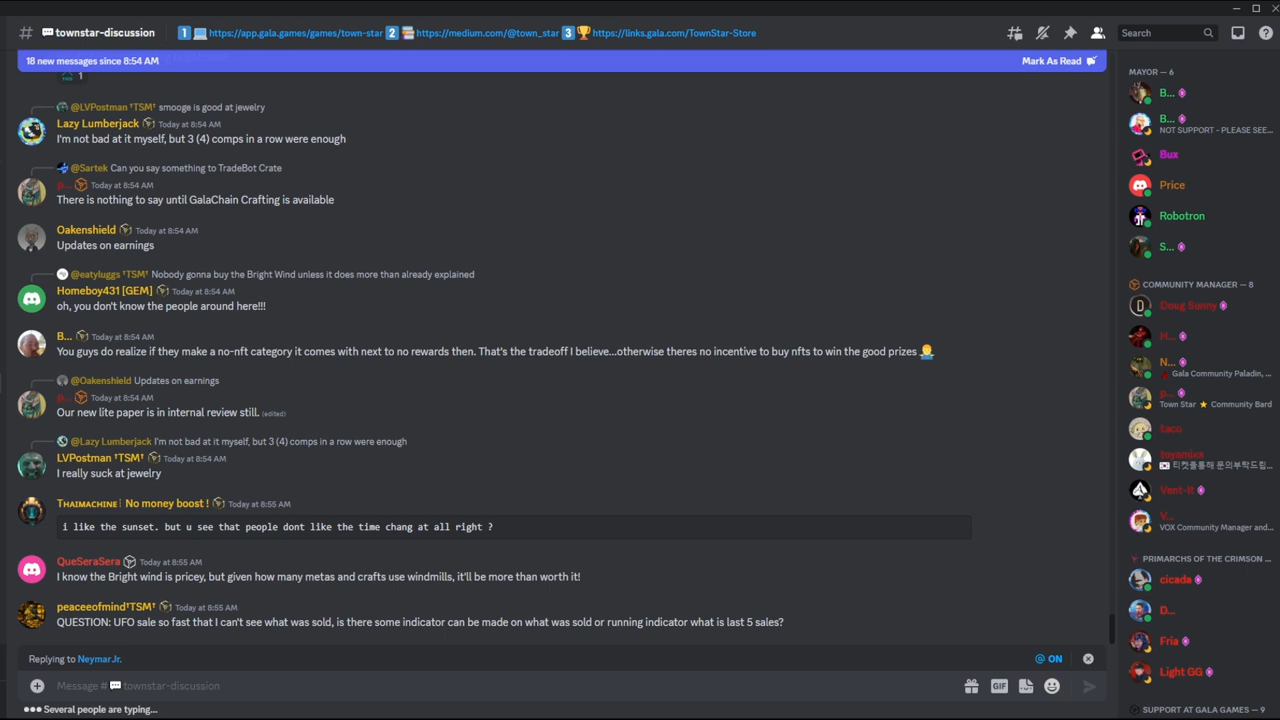 # 💬 townstar-discussion 1 💻 https://app.gala.games/games/town-star 2 📚 https://medium.com/@town_star 3 🏆 https://links.gala.com/TownStar-Store
Search
18 new messages since 8:54 AM Mark As Read
1
@LVPostman ꜛTSMꜛ smooge is good at jewelry
Lazy Lumberjack Today at 8:54 AM
I'm not bad at it myself, but 3 (4) comps in a row were enough
@Sartek Can you say something to TradeBot Crate
p... Today at 8:54 AM
There is nothing to say until GalaChain Crafting is available
Oakenshield Today at 8:54 AM
Updates on earnings
@eatyluggs ꜛTSMꜛ Nobody gonna buy the Bright Wind unless it does more than already explained
Homeboy431 [GEM] Today at 8:54 AM
oh, you don't know the people around here!!!
B... Today at 8:54 AM
You guys do realize if they make a no-nft category it comes with next to no rewards then. That's the tradeoff I believe...otherwise theres no incentive to buy nfts to win the good prizes
@Oakenshield Updates on earnings
p... Today at 8:54 AM
Our new lite paper is in internal review still. (edited)
@Lazy Lumberjack I'm not bad at it myself, but 3 (4) comps in a row were enough
LVPostman ꜛTSMꜛ Today at 8:54 AM
I really suck at jewelry
Tʜᴀɪᴍᴀᴄʜɪɴᴇ⁞ No money boost ! Today at 8:55 AM
i like the sunset. but u see that people dont like the time chang at all right ?
QueSeraSera Today at 8:55 AM
I know the Bright wind is pricey, but given how many metas and crafts use windmills, it'll be more than worth it!
peaceeofmindꜛTSMꜛ Today at 8:55 AM
QUESTION: UFO sale so fast that I can't see what was sold, is there some indicator can be made on what was sold or running indicator what is last 5 sales?
Replying to NeymarJr. @ ON
Message #💬townstar-discussion
GIF
Several people are typing...
MAYOR — 6
B...
B...
NOT SUPPORT - PLEASE SEE...
Bux
Price
Robotron
S...
COMMUNITY MANAGER — 8
Doug Sunny
H...
N...
Gala Community Paladin, ...
p...
Town Star ⭐ Community Bard
taco
toyamika
🇰🇷 티켓을통해 문의부탁드립...
Vent-It
V...
VOX Community Manager and...
PRIMARCHS OF THE CRIMSON ...
cicada
D...
Fria
Light GG
SUPPORT AT GALA GAMES — 9